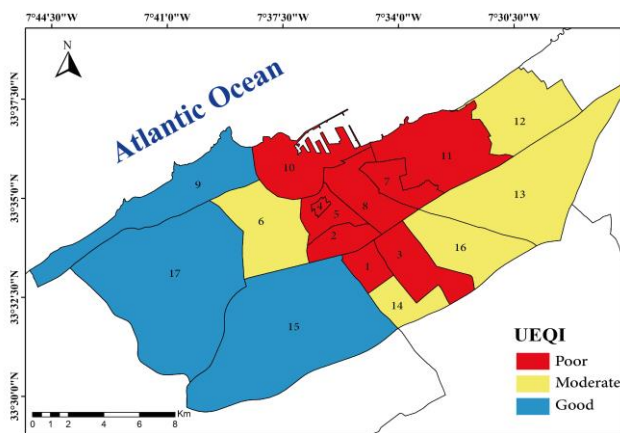 7°44'30"W 7°41'0"W 7°37'30"W 7°34'0"W 7°30'30"W
N
33°37'30"N
33°35'0"N
33°32'30"N
33°30'0"N
Atlantic Ocean
12
10
11
7
9
13
4
5
8
6
2
16
3
1
17
14
15
UEQI
Poor
Moderate
Good
0 1 2 4 6 8
Km